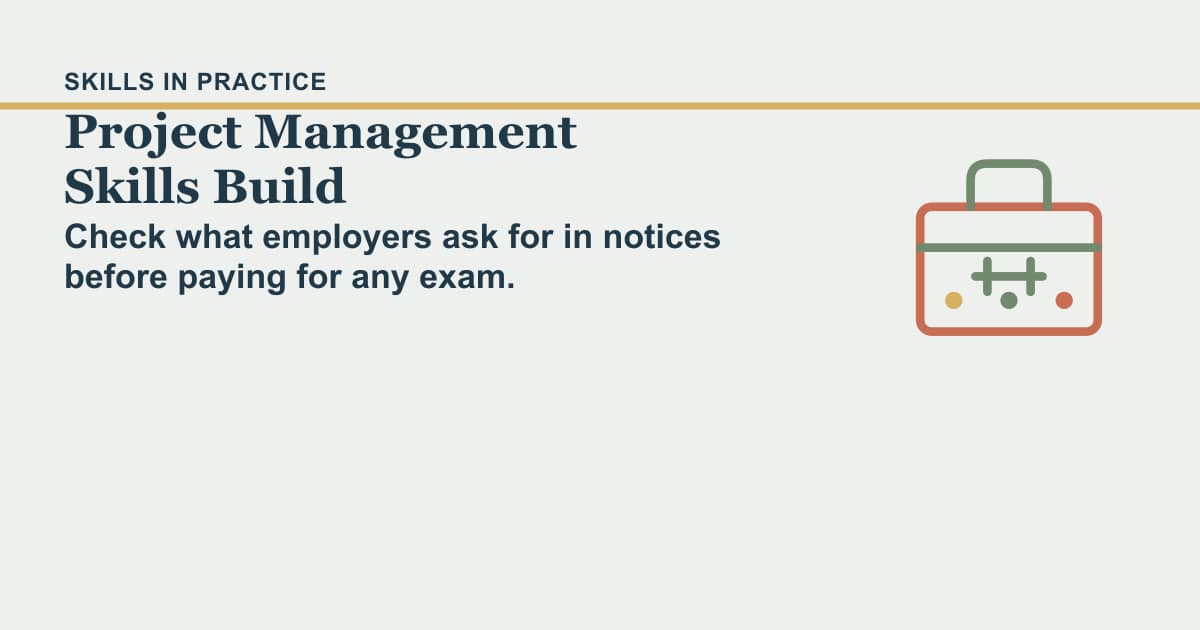 SKILLS IN PRACTICE
Project Management
Skills Build
Check what employers ask for in notices
before paying for any exam.